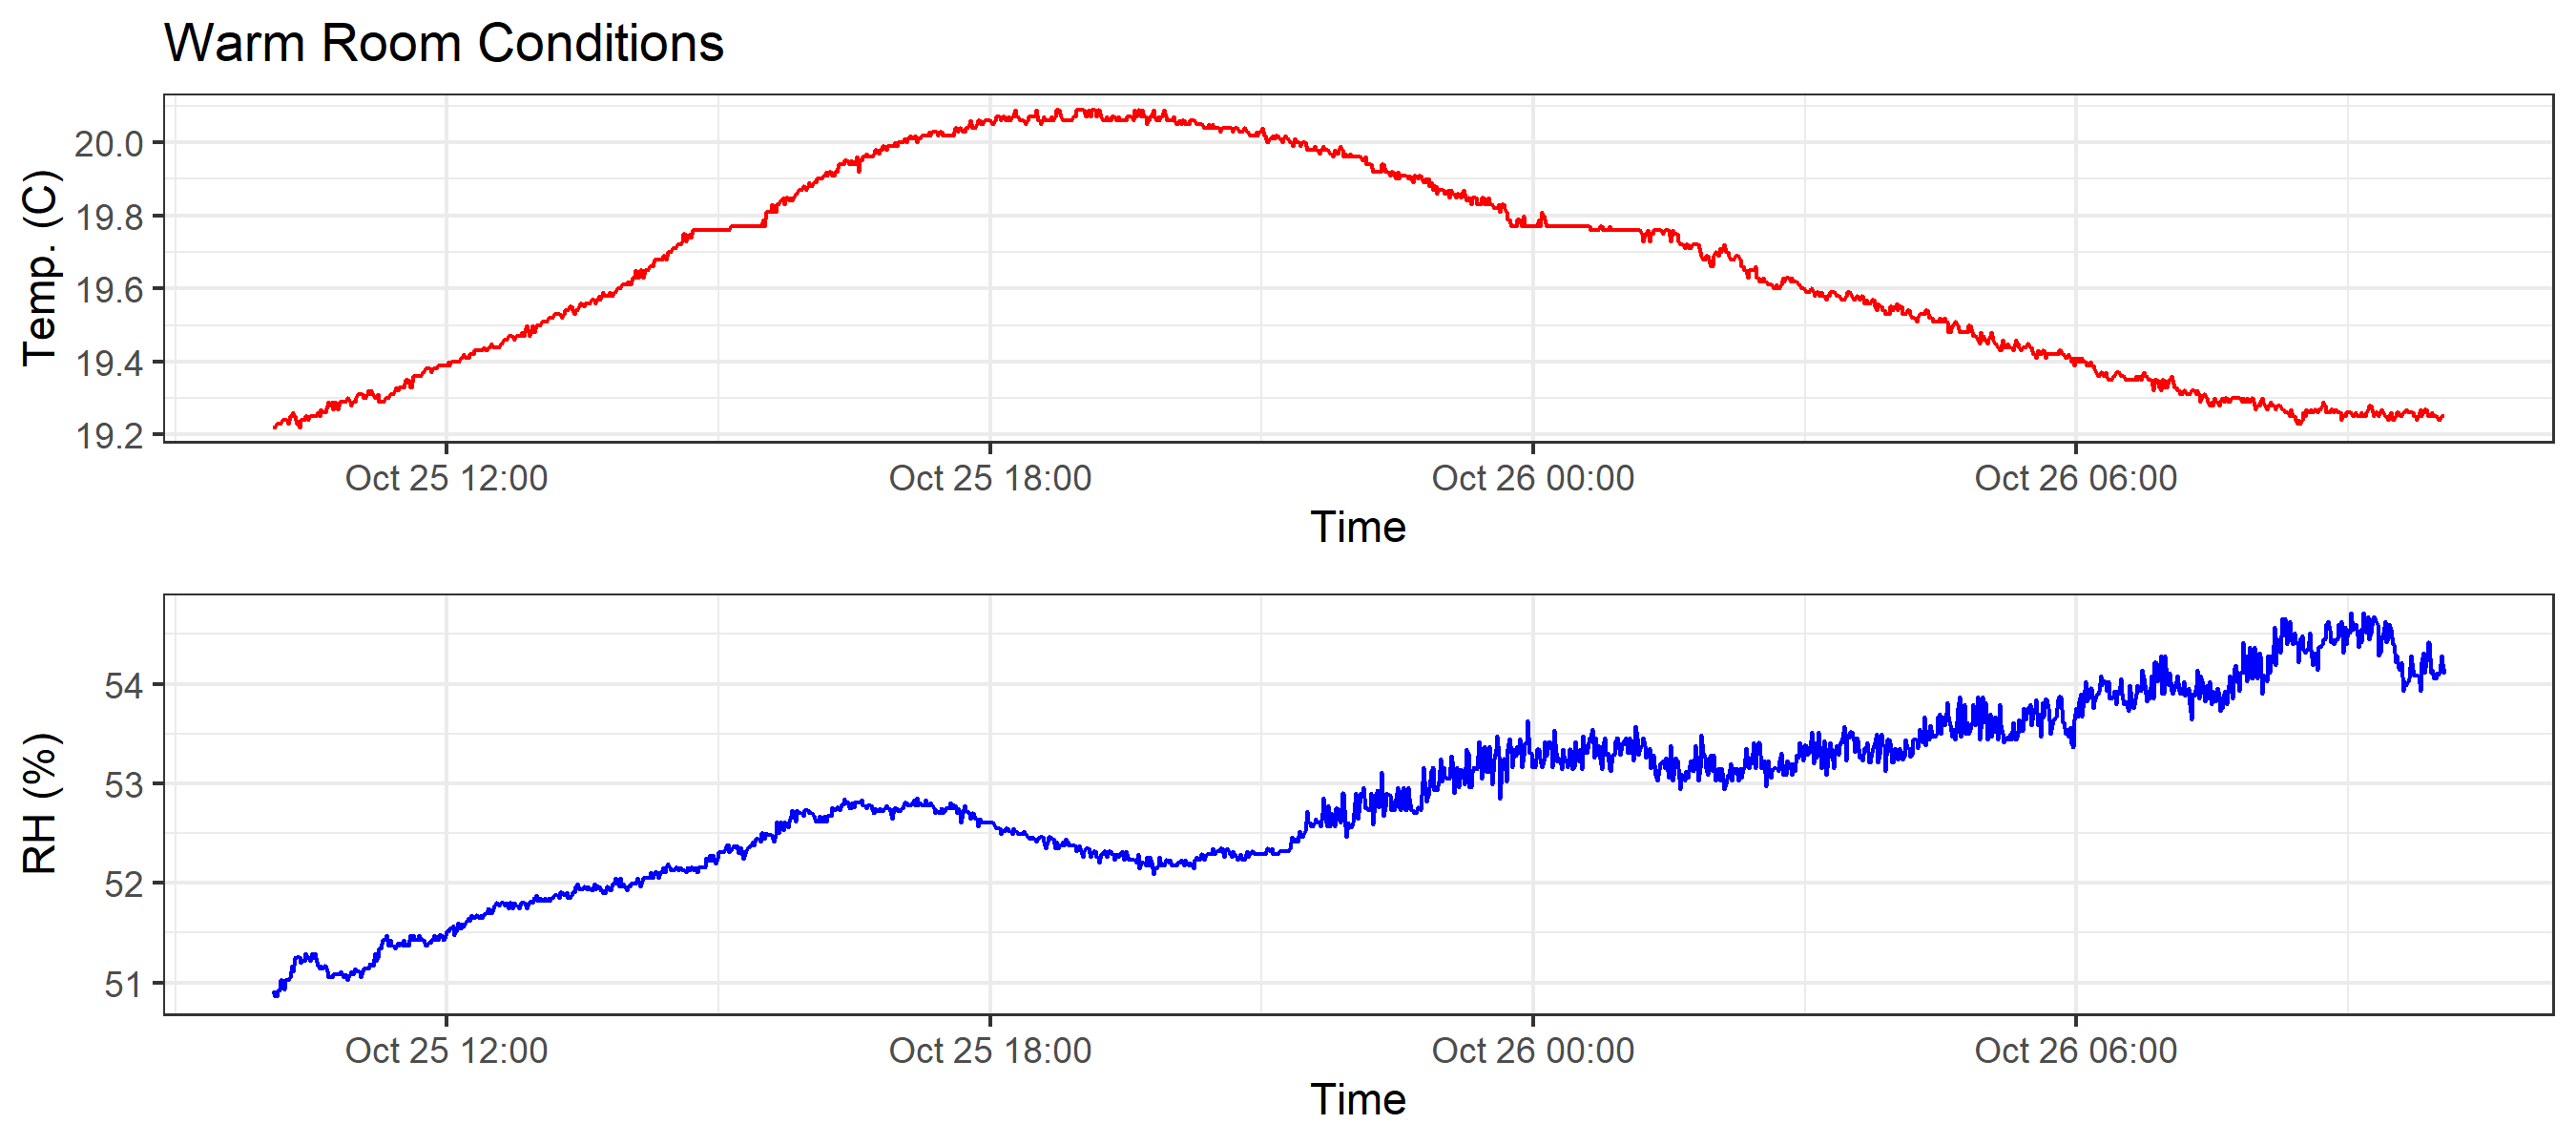 Warm Room Conditions
Temp. (C)
20.0
19.8
19.6
19.4
19.2
Oct 25 12:00 Oct 25 18:00 Oct 26 00:00 Oct 26 06:00
Time
RH (%)
54
53
52
51
Oct 25 12:00 Oct 25 18:00 Oct 26 00:00 Oct 26 06:00
Time